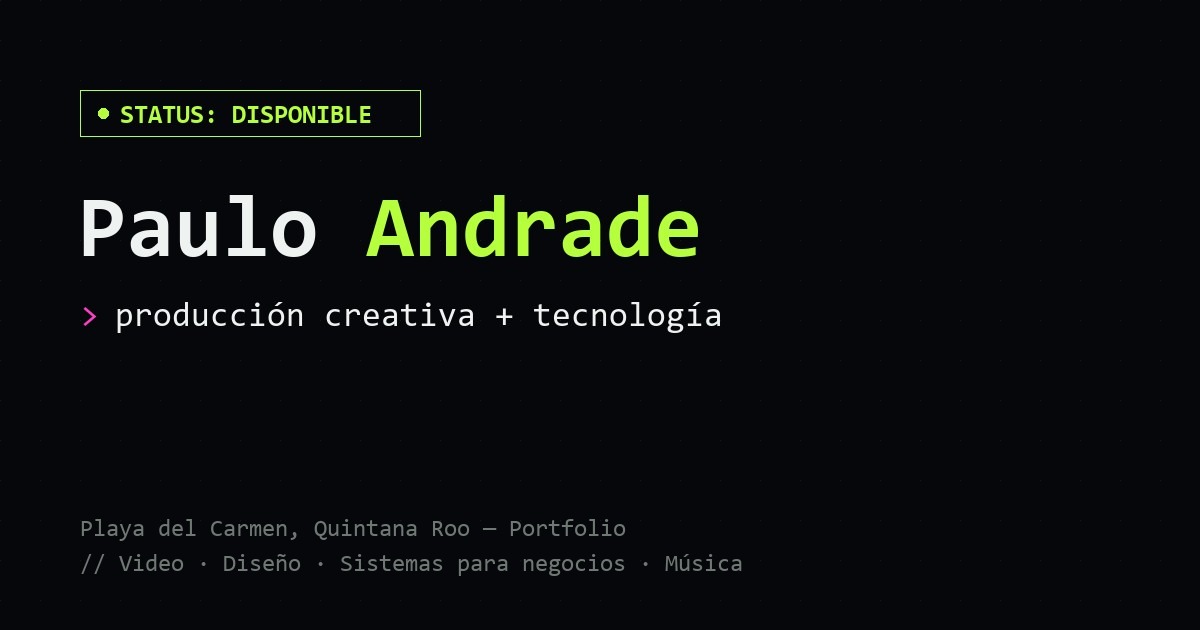 STATUS: DISPONIBLE
Paulo Andrade
> producción creativa + tecnología
Playa del Carmen, Quintana Roo — Portfolio
// Video · Diseño · Sistemas para negocios · Música